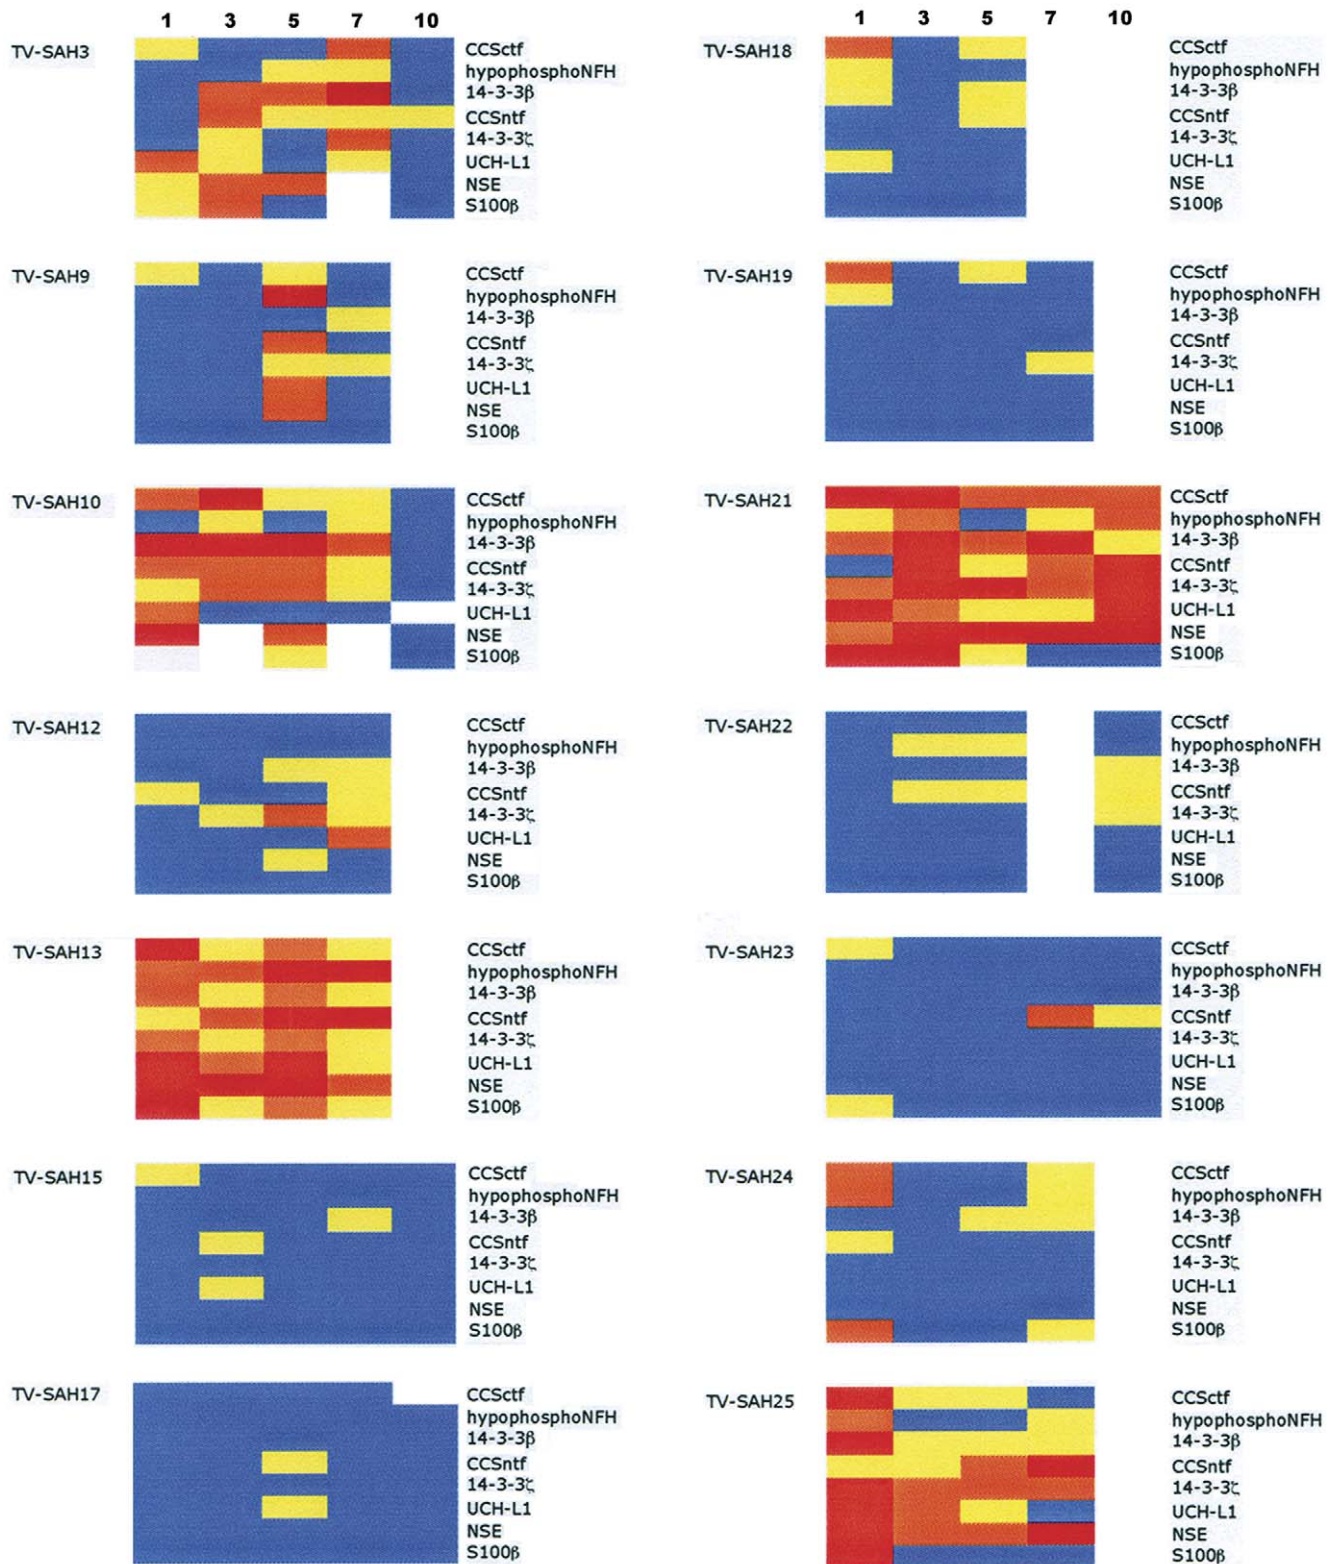 1 3 5 7 10
1 3 5 7 10
TV-SAH3
CCSctf
hypophosphoNFH
14-3-3β
CCSntf
14-3-3ζ
UCH-L1
NSE
S100β
TV-SAH18
CCSctf
hypophosphoNFH
14-3-3β
CCSntf
14-3-3ζ
UCH-L1
NSE
S100β
TV-SAH9
CCSctf
hypophosphoNFH
14-3-3β
CCSntf
14-3-3ζ
UCH-L1
NSE
S100β
TV-SAH19
CCSctf
hypophosphoNFH
14-3-3β
CCSntf
14-3-3ζ
UCH-L1
NSE
S100β
TV-SAH10
CCSctf
hypophosphoNFH
14-3-3β
CCSntf
14-3-3ζ
UCH-L1
NSE
S100β
TV-SAH21
CCSctf
hypophosphoNFH
14-3-3β
CCSntf
14-3-3ζ
UCH-L1
NSE
S100β
TV-SAH12
CCSctf
hypophosphoNFH
14-3-3β
CCSntf
14-3-3ζ
UCH-L1
NSE
S100β
TV-SAH22
CCSctf
hypophosphoNFH
14-3-3β
CCSntf
14-3-3ζ
UCH-L1
NSE
S100β
TV-SAH13
CCSctf
hypophosphoNFH
14-3-3β
CCSntf
14-3-3ζ
UCH-L1
NSE
S100β
TV-SAH23
CCSctf
hypophosphoNFH
14-3-3β
CCSntf
14-3-3ζ
UCH-L1
NSE
S100β
TV-SAH15
CCSctf
hypophosphoNFH
14-3-3β
CCSntf
14-3-3ζ
UCH-L1
NSE
S100β
TV-SAH24
CCSctf
hypophosphoNFH
14-3-3β
CCSntf
14-3-3ζ
UCH-L1
NSE
S100β
TV-SAH17
CCSctf
hypophosphoNFH
14-3-3β
CCSntf
14-3-3ζ
UCH-L1
NSE
S100β
TV-SAH25
CCSctf
hypophosphoNFH
14-3-3β
CCSntf
14-3-3ζ
UCH-L1
NSE
S100β